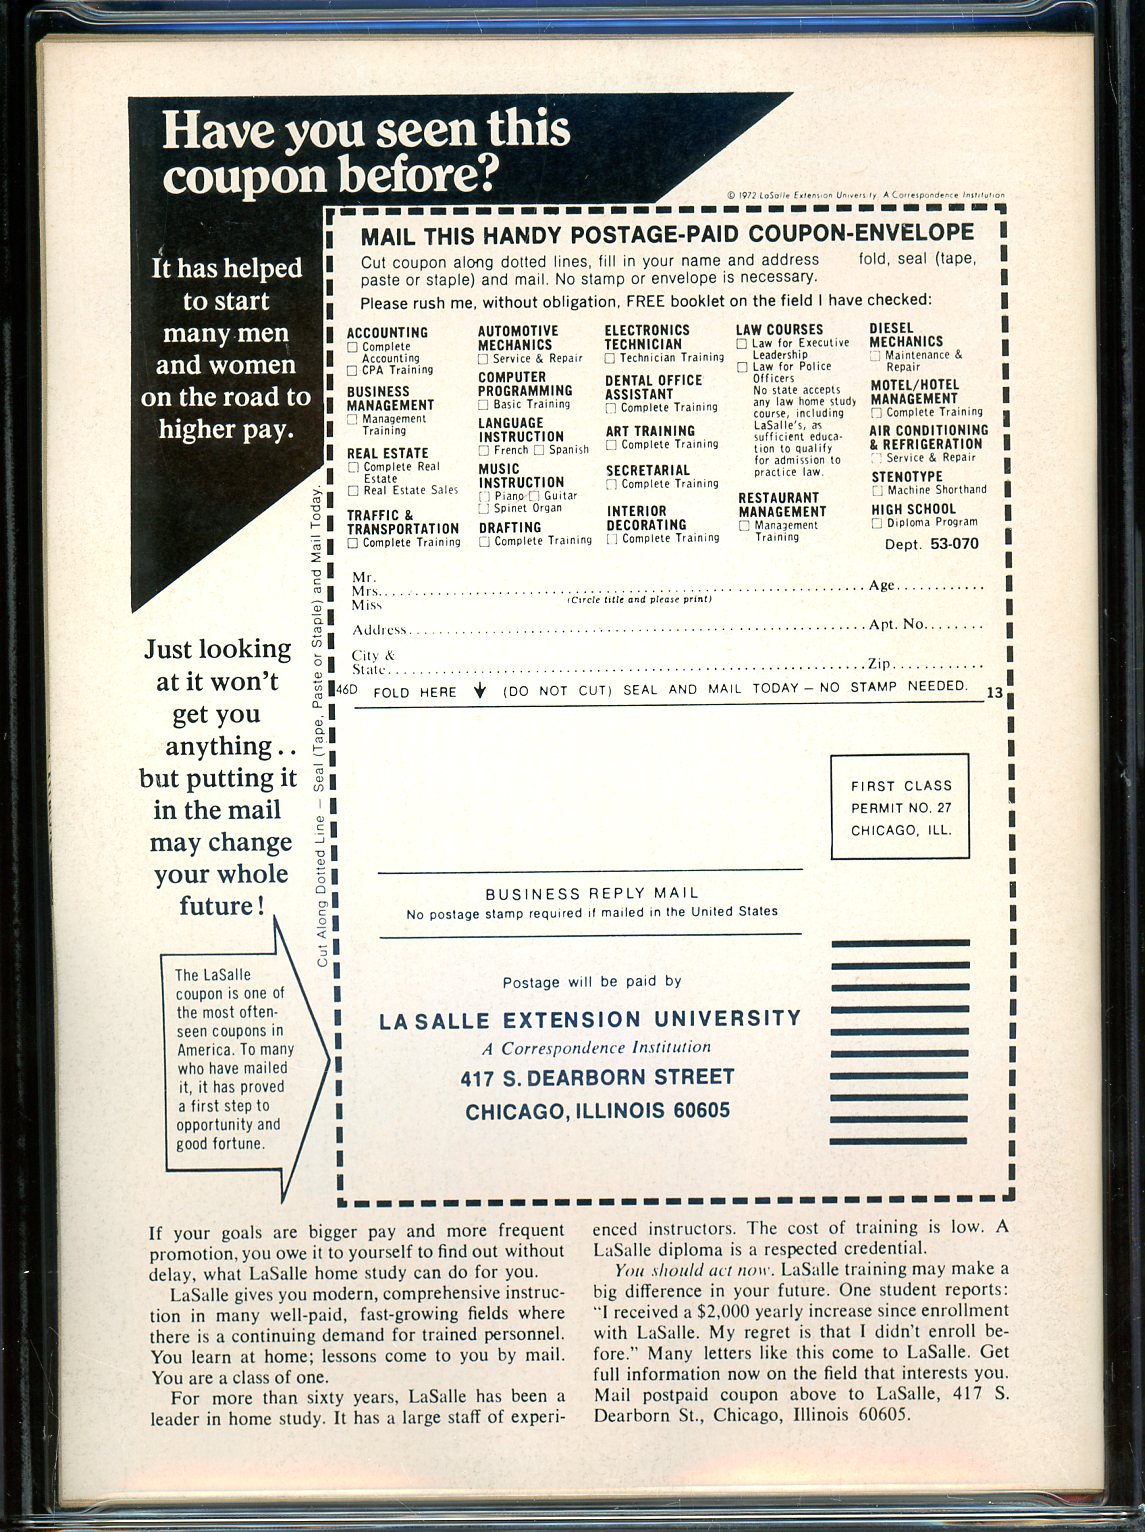 Have you seen this
coupon before?
It has helped
to start
many men
and women
on the road to
higher pay.
© 1972 LaSalle Extension University. A Correspondence Institution
MAIL THIS HANDY POSTAGE-PAID COUPON-ENVELOPE
Cut coupon along dotted lines, fill in your name and address fold, seal (tape,
paste or staple) and mail. No stamp or envelope is necessary.
Please rush me, without obligation, FREE booklet on the field I have checked:
ACCOUNTING
☐ Complete
Accounting
☐ CPA Training
BUSINESS
MANAGEMENT
☐ Management
Training
REAL ESTATE
☐ Complete Real
Estate
☐ Real Estate Sales
TRAFFIC &
TRANSPORTATION
☐ Complete Training
AUTOMOTIVE
MECHANICS
☐ Service & Repair
COMPUTER
PROGRAMMING
☐ Basic Training
LANGUAGE
INSTRUCTION
☐ French ☐ Spanish
MUSIC
INSTRUCTION
☐ Piano ☐ Guitar
☐ Spinet Organ
DRAFTING
☐ Complete Training
ELECTRONICS
TECHNICIAN
☐ Technician Training
DENTAL OFFICE
ASSISTANT
☐ Complete Training
ART TRAINING
☐ Complete Training
SECRETARIAL
☐ Complete Training
INTERIOR
DECORATING
☐ Complete Training
LAW COURSES
☐ Law for Executive
Leadership
☐ Law for Police
Officers
No state accepts
any law home study
course, including
LaSalle's, as
sufficient educa-
tion to qualify
for admission to
practice law.
RESTAURANT
MANAGEMENT
☐ Management
Training
DIESEL
MECHANICS
☐ Maintenance &
Repair
MOTEL/HOTEL
MANAGEMENT
☐ Complete Training
AIR CONDITIONING
& REFRIGERATION
☐ Service & Repair
STENOTYPE
☐ Machine Shorthand
HIGH SCHOOL
☐ Diploma Program
Dept. 53-070
Mr.
Mrs. Age
Miss (Circle title and please print)
Address Apt. No.
City &
State Zip
46D FOLD HERE ↓ (DO NOT CUT) SEAL AND MAIL TODAY – NO STAMP NEEDED. 13
Cut Along Dotted Line – Seal (Tape, Paste or Staple) and Mail Today.
Just looking
at it won't
get you
anything . .
but putting it
in the mail
may change
your whole
future!
The LaSalle
coupon is one of
the most often-
seen coupons in
America. To many
who have mailed
it, it has proved
a first step to
opportunity and
good fortune.
FIRST CLASS
PERMIT NO. 27
CHICAGO, ILL.
BUSINESS REPLY MAIL
No postage stamp required if mailed in the United States
Postage will be paid by
LA SALLE EXTENSION UNIVERSITY
A Correspondence Institution
417 S. DEARBORN STREET
CHICAGO, ILLINOIS 60605
If your goals are bigger pay and more frequent
promotion, you owe it to yourself to find out without
delay, what LaSalle home study can do for you.
LaSalle gives you modern, comprehensive instruc-
tion in many well-paid, fast-growing fields where
there is a continuing demand for trained personnel.
You learn at home; lessons come to you by mail.
You are a class of one.
For more than sixty years, LaSalle has been a
leader in home study. It has a large staff of experi-
enced instructors. The cost of training is low. A
LaSalle diploma is a respected credential.
You should act now. LaSalle training may make a
big difference in your future. One student reports:
"I received a $2,000 yearly increase since enrollment
with LaSalle. My regret is that I didn't enroll be-
fore." Many letters like this come to LaSalle. Get
full information now on the field that interests you.
Mail postpaid coupon above to LaSalle, 417 S.
Dearborn St., Chicago, Illinois 60605.